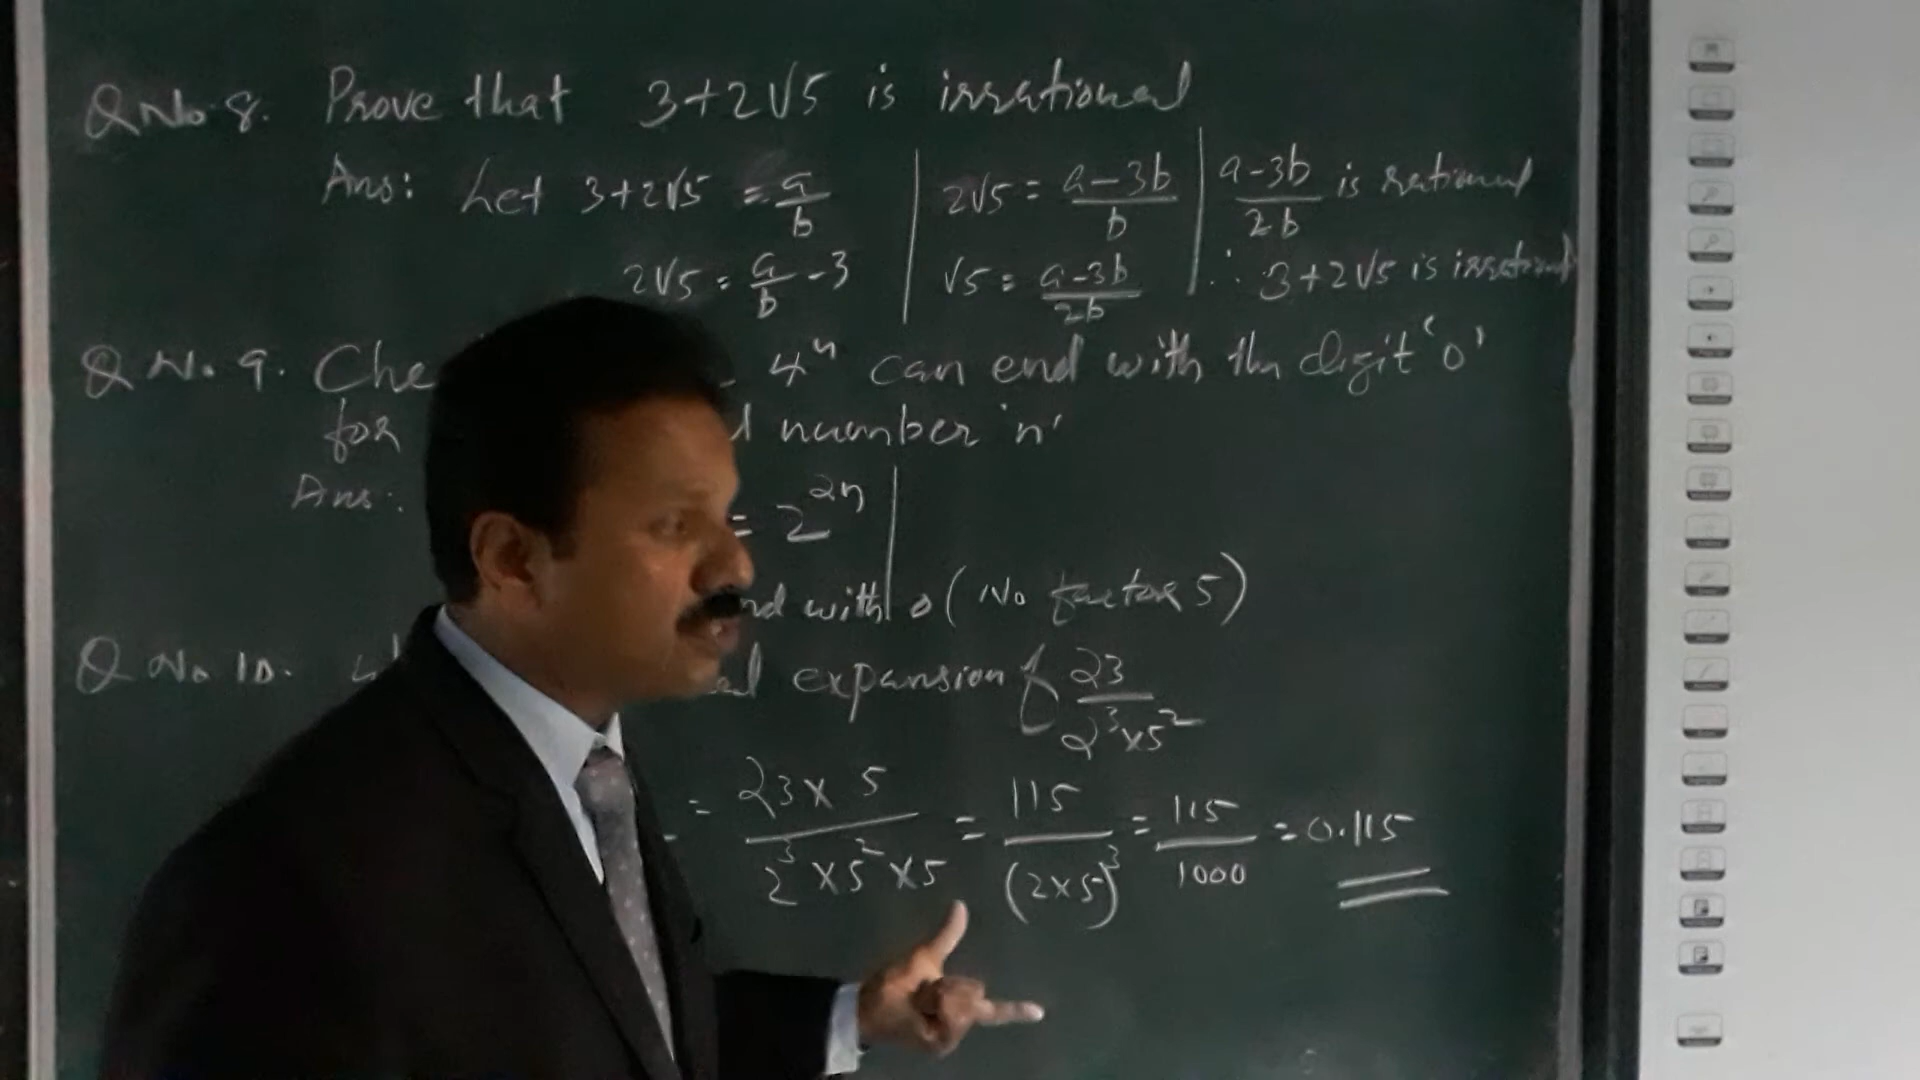 Q No. 8. Prove that 3+2√5 is irrational
Ans: Let 3+2√5 = a/b | 2√5 = a-3b/b | a-3b/2b is rational
2√5 = a/b - 3 | √5 = a-3b/2b | ∴ 3+2√5 is irrational
Q N. 9. Che 4ⁿ can end with the digit '0'
for number 'n'
Ans: = 2²ⁿ
nd with 0 (No factor 5)
Q No 10. expansion of 23/2³×5²
= 23×5/2³×5²×5 = 115/(2×5)³ = 115/1000 = 0.115